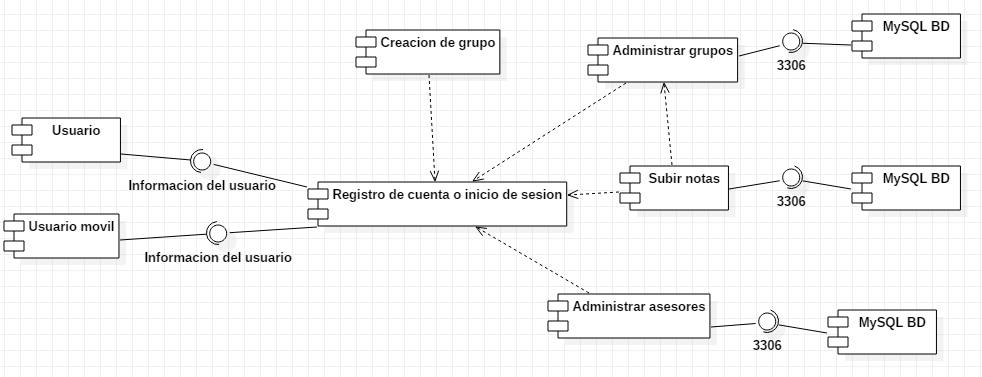 MySQL BD
Creacion de grupo
Administrar grupos
3306
Usuario
Informacion del usuario
Registro de cuenta o inicio de sesion
Subir notas
MySQL BD
3306
Usuario movil
Informacion del usuario
Administrar asesores
MySQL BD
3306